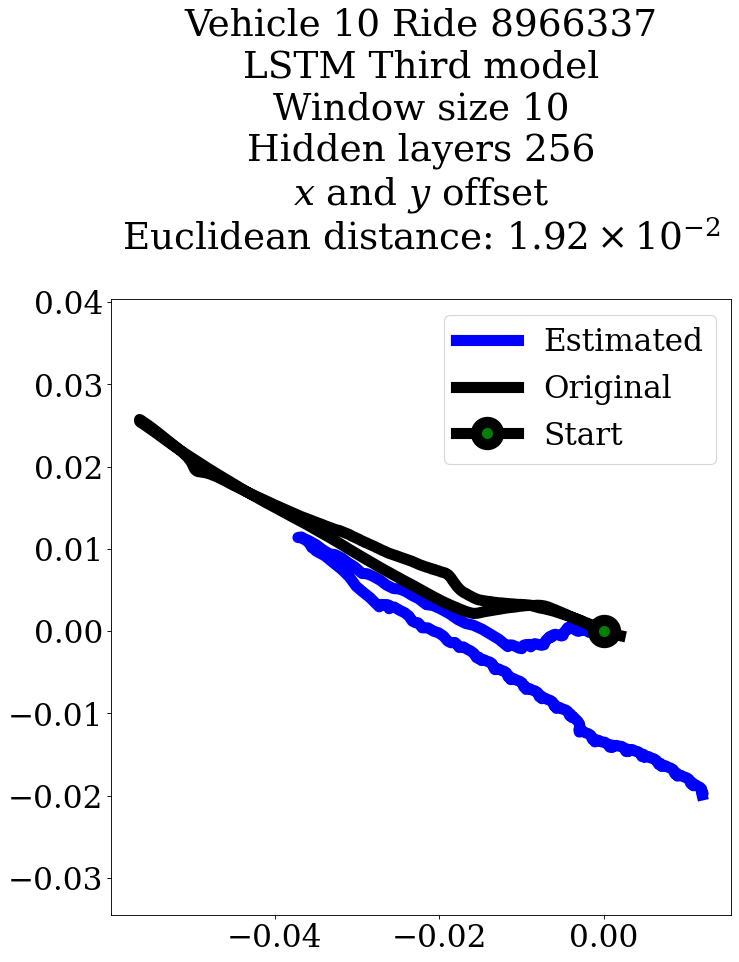 Vehicle 10 Ride 8966337
LSTM Third model
Window size 10
Hidden layers 256
x and y offset
Euclidean distance: 1.92 × 10⁻²
0.04
0.03
0.02
0.01
0.00
−0.01
−0.02
−0.03
Estimated
Original
Start
−0.04
−0.02
0.00